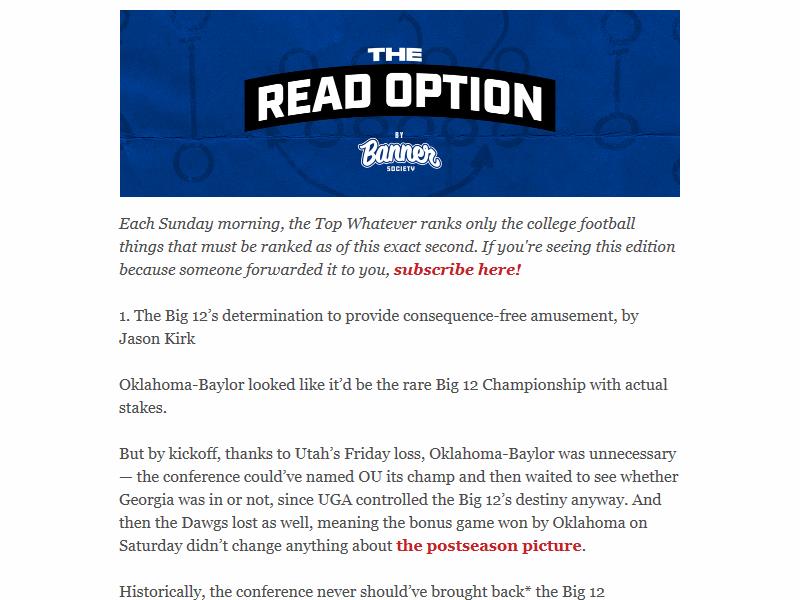 THE
READ OPTION
BY
Banner
SOCIETY
Each Sunday morning, the Top Whatever ranks only the college football
things that must be ranked as of this exact second. If you're seeing this edition
because someone forwarded it to you, subscribe here!
1. The Big 12’s determination to provide consequence-free amusement, by
Jason Kirk
Oklahoma-Baylor looked like it’d be the rare Big 12 Championship with actual
stakes.
But by kickoff, thanks to Utah’s Friday loss, Oklahoma-Baylor was unnecessary
— the conference could’ve named OU its champ and then waited to see whether
Georgia was in or not, since UGA controlled the Big 12’s destiny anyway. And
then the Dawgs lost as well, meaning the bonus game won by Oklahoma on
Saturday didn’t change anything about the postseason picture.
Historically, the conference never should’ve brought back* the Big 12